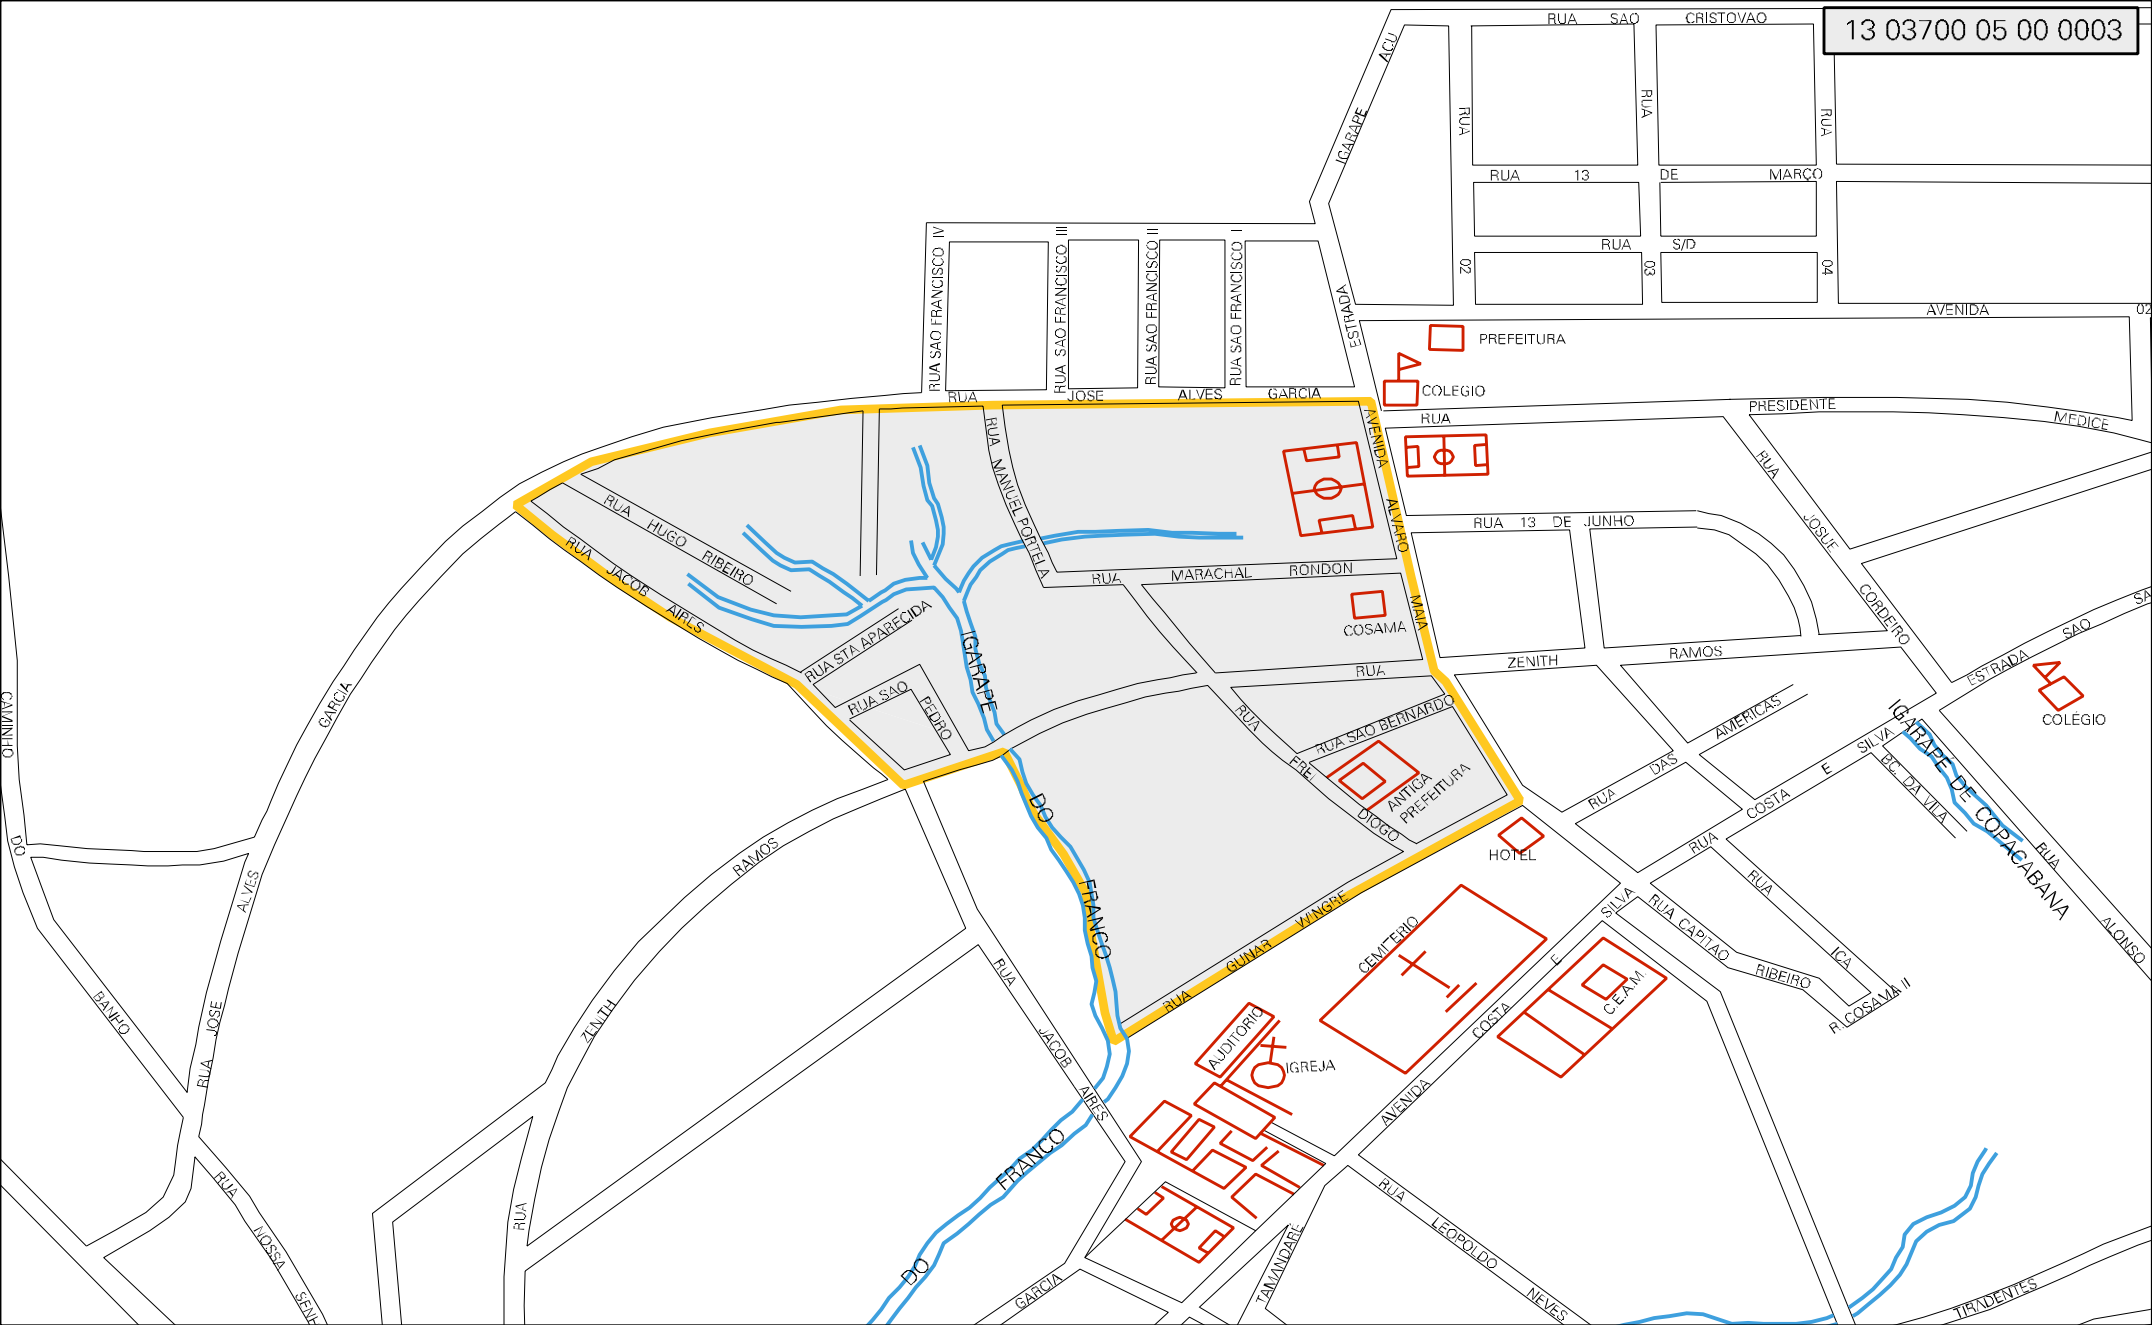 13 03700 05 00 0003
RUA SAO CRISTOVAO
IGARAPE ACU
RUA 02
RUA 03
RUA 04
RUA 13 DE MARÇO
RUA S/D
AVENIDA 02
ESTRADA
RUA SAO FRANCISCO IV
RUA SAO FRANCISCO III
RUA SAO FRANCISCO II
RUA SAO FRANCISCO I
PREFEITURA
COLEGIO
RUA JOSE ALVES GARCIA
RUA PRESIDENTE MEDICE
AVENIDA ALVARO MAIA
RUA MANUEL PORTELA
RUA HUGO RIBEIRO
RUA JACOB AIRES
RUA 13 DE JUNHO
RUA JOSUE CORDEIRO
RUA MARACHAL RONDON
COSAMA
RUA STA APARECIDA
RUA SAO PEDRO
IGARAPE DO FRANCO
RUA ZENITH RAMOS
ESTRADA SAO
SA
COLÉGIO
RUA SAO BERNARDO
RUA FREI DIOGO
ANTIGA
PREFEITURA
RUA DAS AMERICAS
RUA COSTA E SILVA
BC. DA VILA
IGARAPE DE COPACABANA
RUA ALONSO
HOTEL
RUA GUNAR WINGRE
CEMITERIO
RUA CAPITAO RIBEIRO
RUA ICA
R. COSAMA II
C.E.A.M.
AVENIDA COSTA E SILVA
AUDITORIO
IGREJA
RUA JACOB AIRES
DO FRANCO
RUA ZENITH RAMOS
RUA JOSE ALVES GARCIA
CAMINHO DO BANHO
RUA NOSSA SENH
GARCIA
TAMANDARE
RUA LEOPOLDO NEVES
TIRADENTES